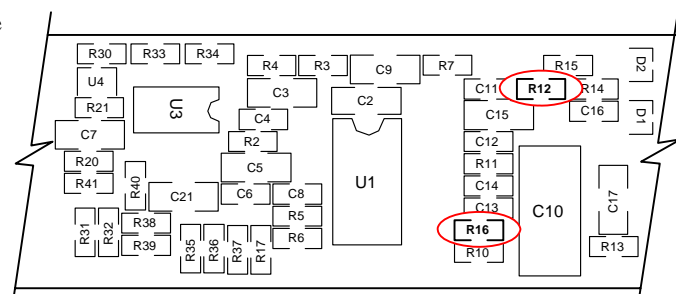 e
R30 R33 R34
R4 R3 C9 R7 R15 D2
U4 C3 C11 R12 R14
R21 U3 C2 C15 C16 D1
C7 C4
R2 C12
R20 C5 R11
R41 R40 U1 C14
C21 C6 C8 C13 C10 C17
R31 R32 R38 R5 R16
R39 R35 R36 R37 R17 R6 R10 R13